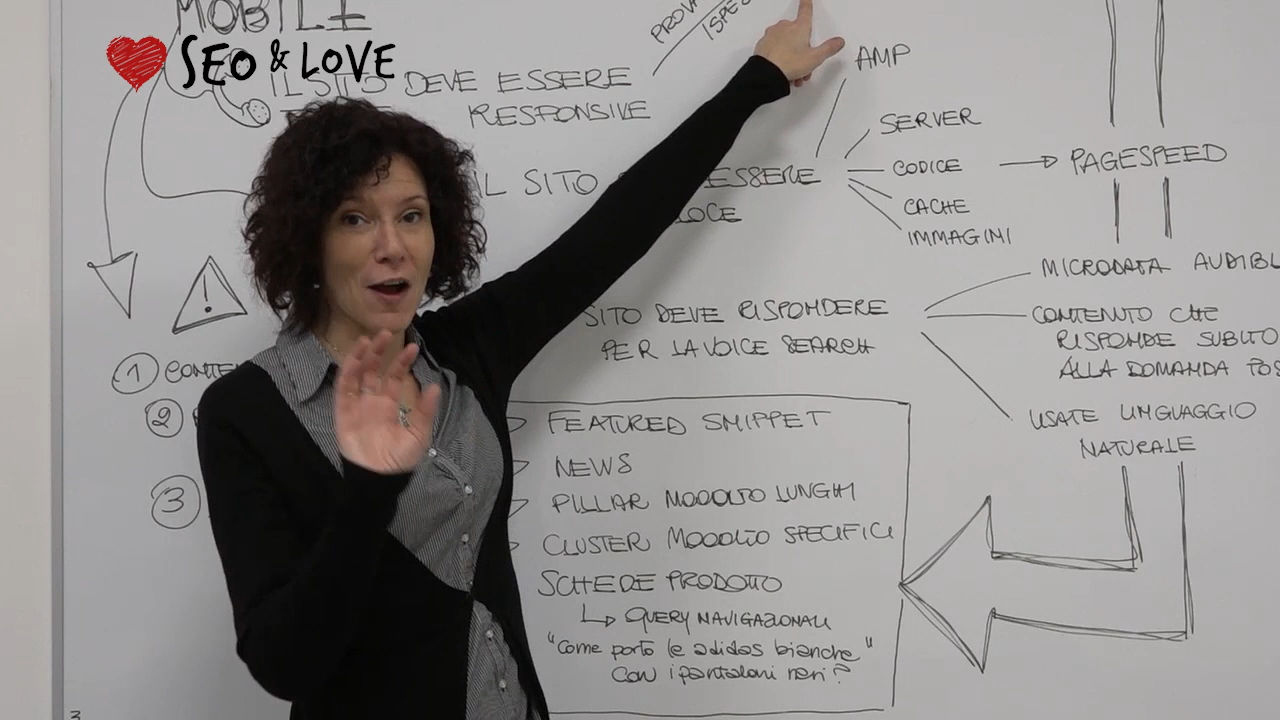 MOBILE
SEO & LOVE
IL SITO DEVE ESSERE
RESPONSIVE
AMP
SERVER
CODICE
CACHE
IMMAGINI
PAGESPEED
IL SITO ESSERE
MICRODATA
SITO DEVE RISPONDERE
PER LA VOICE SEARCH
CONTENUTO CHE
RISPONDE SUBITO
ALLA DOMANDA
USATE LINGUAGGIO
NATURALE
1
2
3
FEATURED SNIPPET
NEWS
PILLAR MOOOLTO LUNGHI
CLUSTER MOOOLTO SPECIFICI
SCHEDE PRODOTTO
QUERY NAVIGAZIONALI
"Come porto le adidas bianche"
con i pantaloni neri?